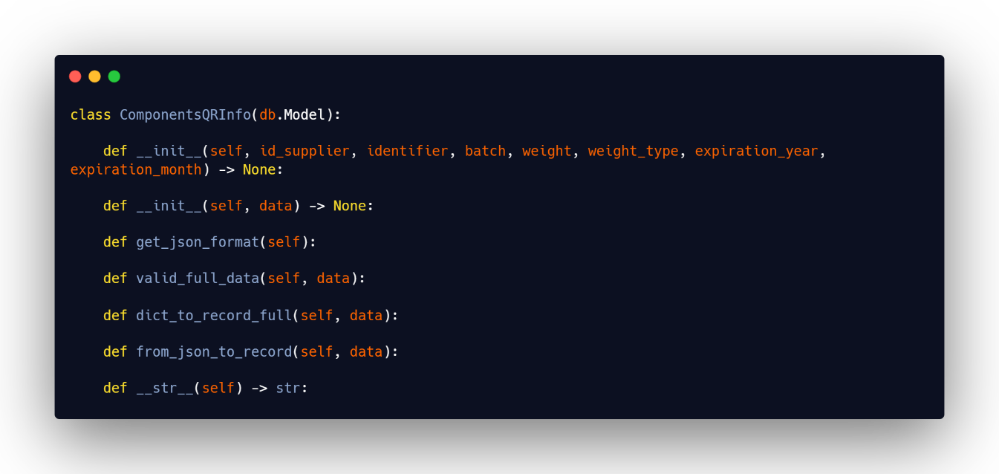 class ComponentsQRInfo(db.Model):
def __init__(self, id_supplier, identifier, batch, weight, weight_type, expiration_year,
expiration_month) -> None:
def __init__(self, data) -> None:
def get_json_format(self):
def valid_full_data(self, data):
def dict_to_record_full(self, data):
def from_json_to_record(self, data):
def __str__(self) -> str: